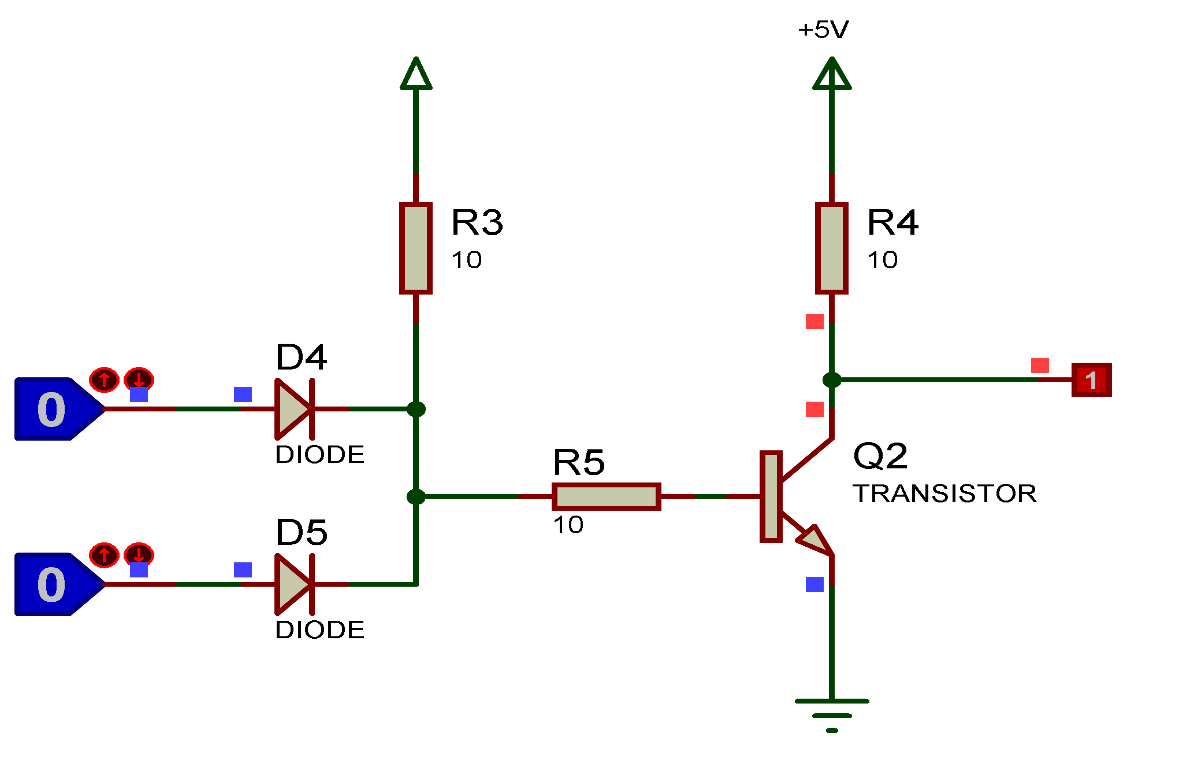 +5V
R3
10
R4
10
D4
0
DIODE
1
R5
10
Q2
TRANSISTOR
D5
0
DIODE